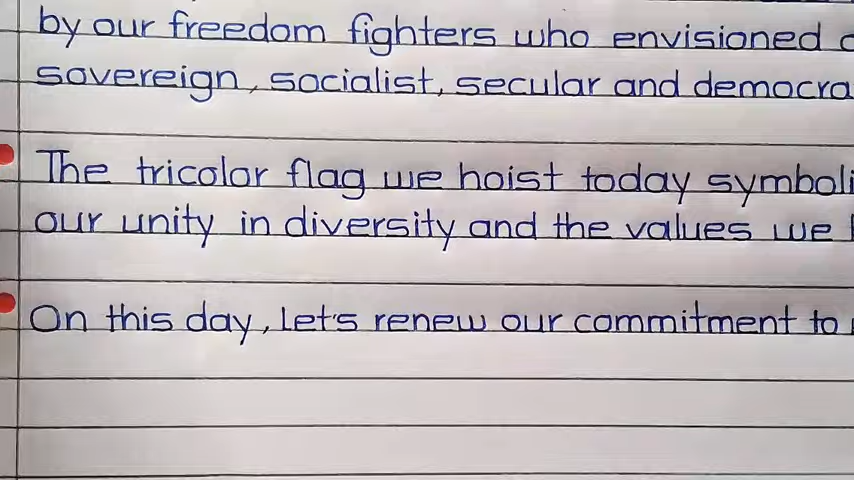 by our freedom fighters who envisioned
sovereign, socialist, secular and democra
The tricolor flag we hoist today symboli
our unity in diversity and the values we
On this day, Let's renew our commitment to